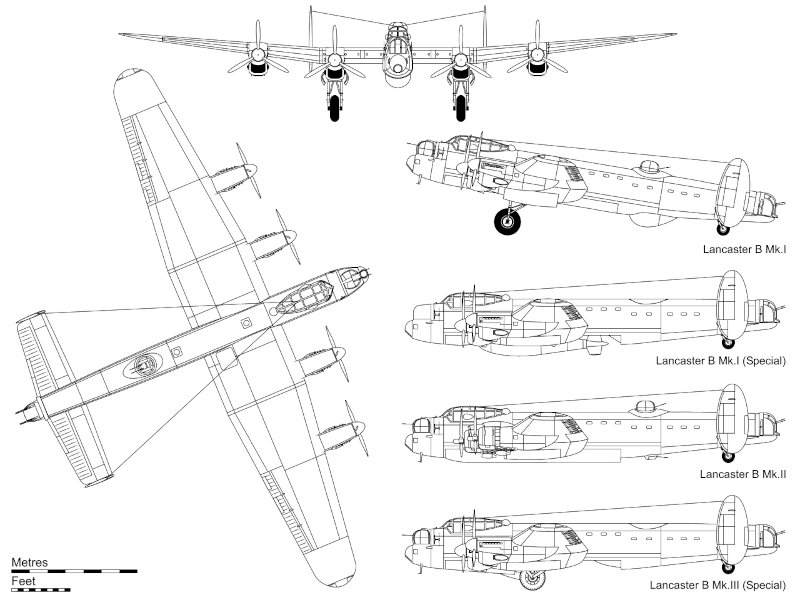 Lancaster B Mk.I
Lancaster B Mk.I (Special)
Lancaster B Mk.II
Lancaster B Mk.III (Special)
Metres
Feet